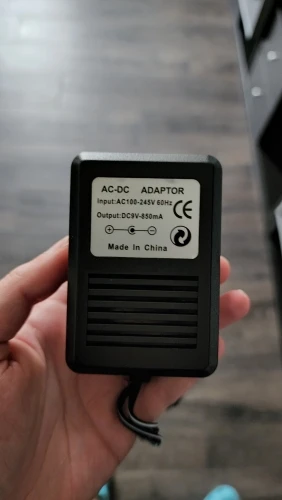 AC-DC ADAPTOR
Input:AC100-245V 60Hz
Output:DC9V-850mA
CE
+ -
Made In China